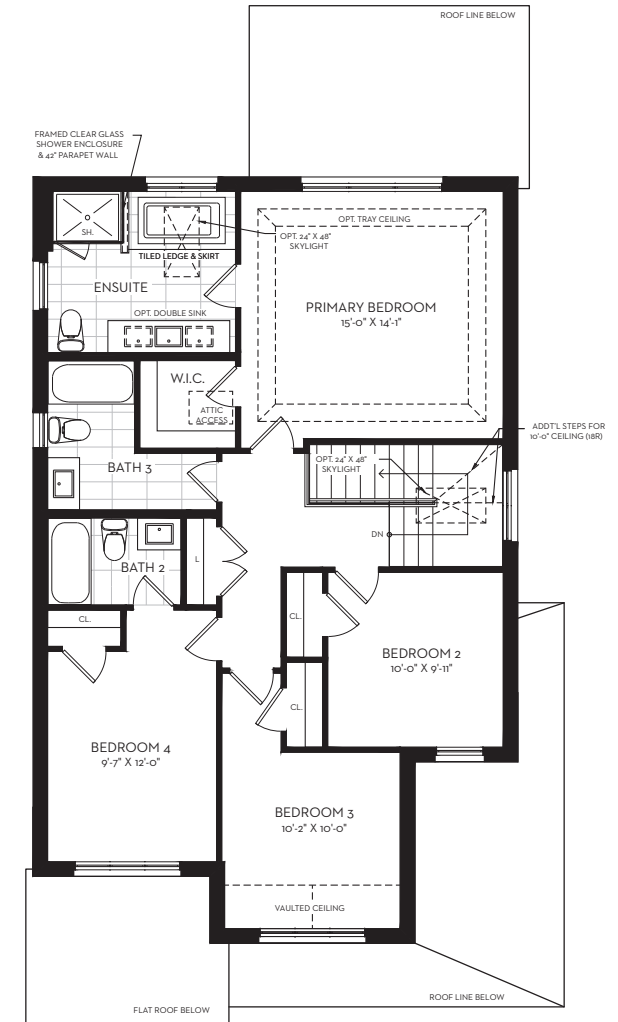 ROOF LINE BELOW
FRAMED CLEAR GLASS
SHOWER ENCLOSURE
& 42" PARAPET WALL
SH.
OPT. TRAY CEILING
OPT. 24" X 48"
SKYLIGHT
TILED LEDGE & SKIRT
ENSUITE
OPT. DOUBLE SINK
PRIMARY BEDROOM
15'-0" X 14'-1"
W.I.C.
ATTIC
ACCESS
ADDT'L STEPS FOR
10'-0" CEILING (18R)
OPT. 24" X 48"
SKYLIGHT
BATH 3
DN
L
BATH 2
CL.
CL.
BEDROOM 2
10'-0" X 9'-11"
CL.
BEDROOM 4
9'-7" X 12'-0"
BEDROOM 3
10'-2" X 10'-0"
VAULTED CEILING
ROOF LINE BELOW
FLAT ROOF BELOW